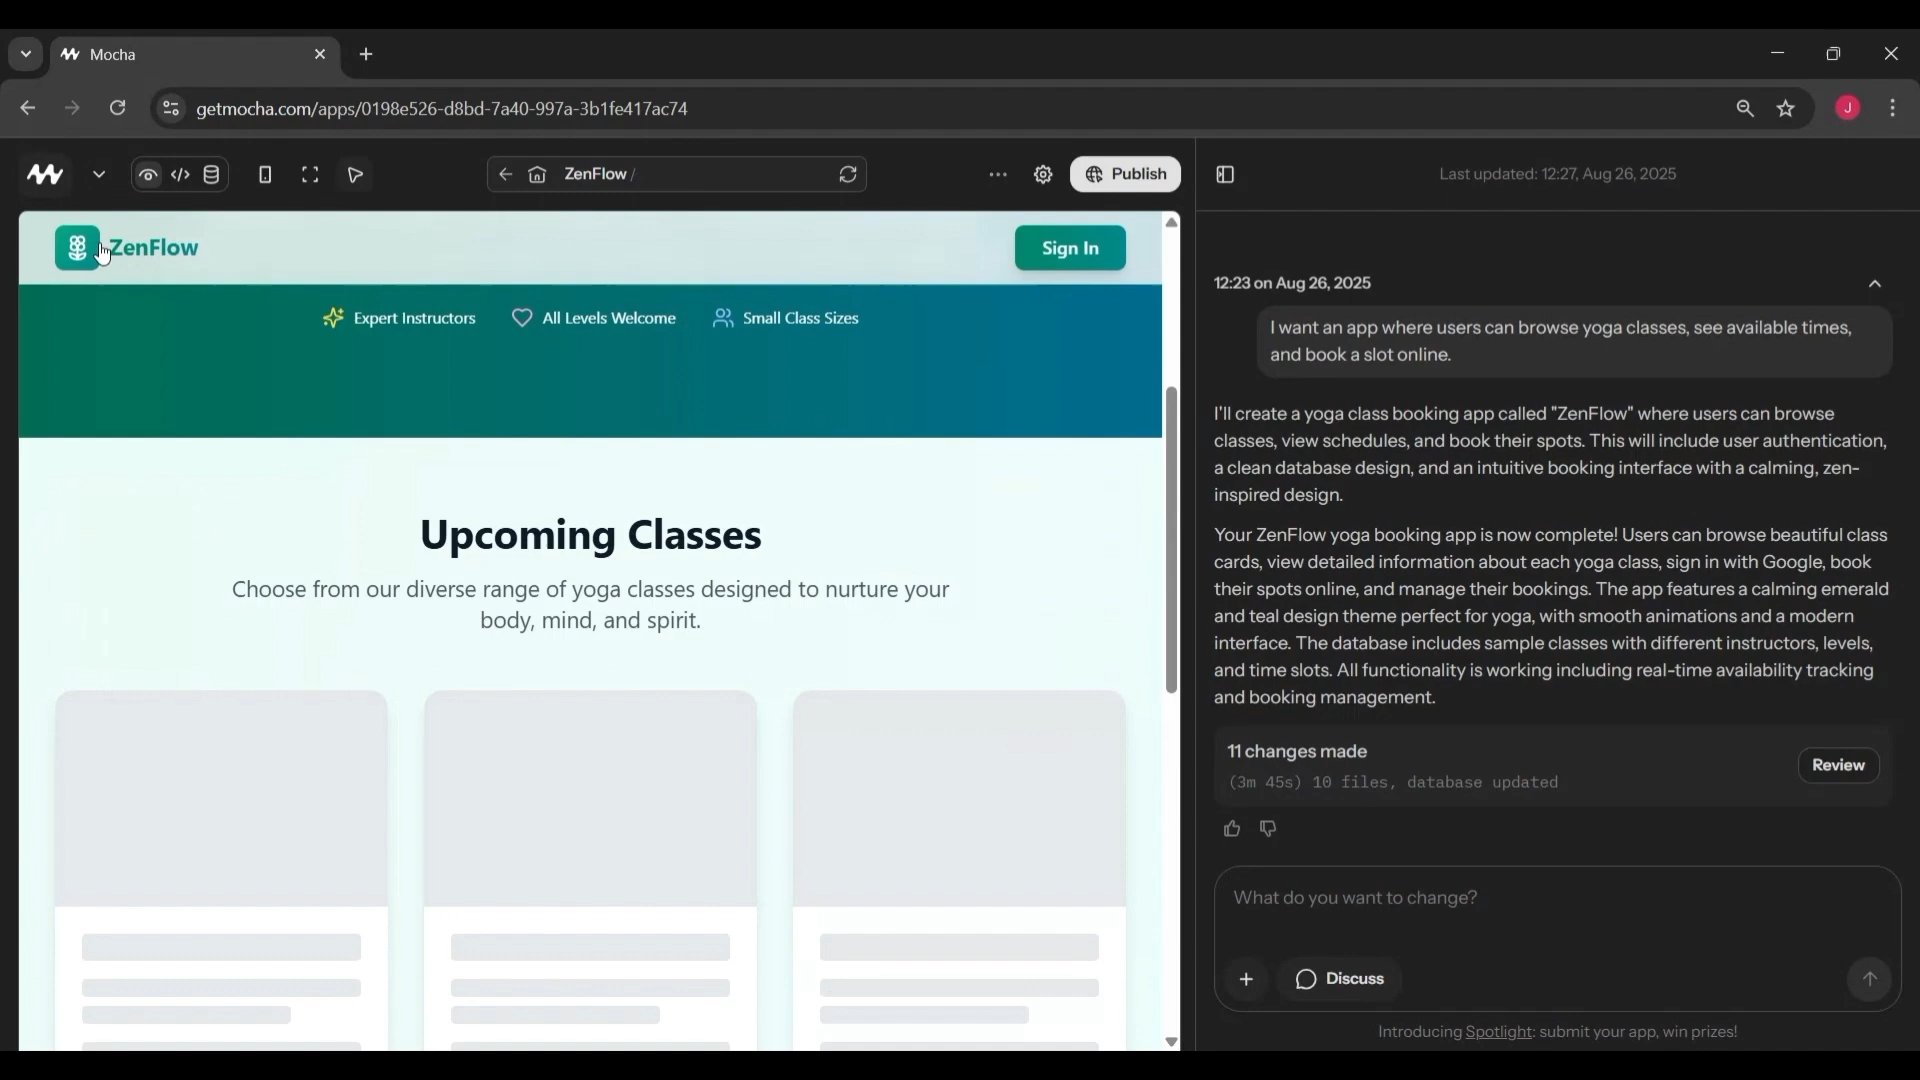 Mocha
getmocha.com/apps/0198e526-d8bd-7a40-997a-3b1fe417ac74
J
ZenFlow /
Publish
Last updated: 12:27, Aug 26, 2025
ZenFlow
Sign In
Expert Instructors
All Levels Welcome
Small Class Sizes
Upcoming Classes
Choose from our diverse range of yoga classes designed to nurture your
body, mind, and spirit.
12:23 on Aug 26, 2025
I want an app where users can browse yoga classes, see available times,
and book a slot online.
I'll create a yoga class booking app called "ZenFlow" where users can browse
classes, view schedules, and book their spots. This will include user authentication,
a clean database design, and an intuitive booking interface with a calming, zen-
inspired design.
Your ZenFlow yoga booking app is now complete! Users can browse beautiful class
cards, view detailed information about each yoga class, sign in with Google, book
their spots online, and manage their bookings. The app features a calming emerald
and teal design theme perfect for yoga, with smooth animations and a modern
interface. The database includes sample classes with different instructors, levels,
and time slots. All functionality is working including real-time availability tracking
and booking management.
11 changes made
(3m 45s) 10 files, database updated
Review
What do you want to change?
Discuss
Introducing Spotlight: submit your app, win prizes!